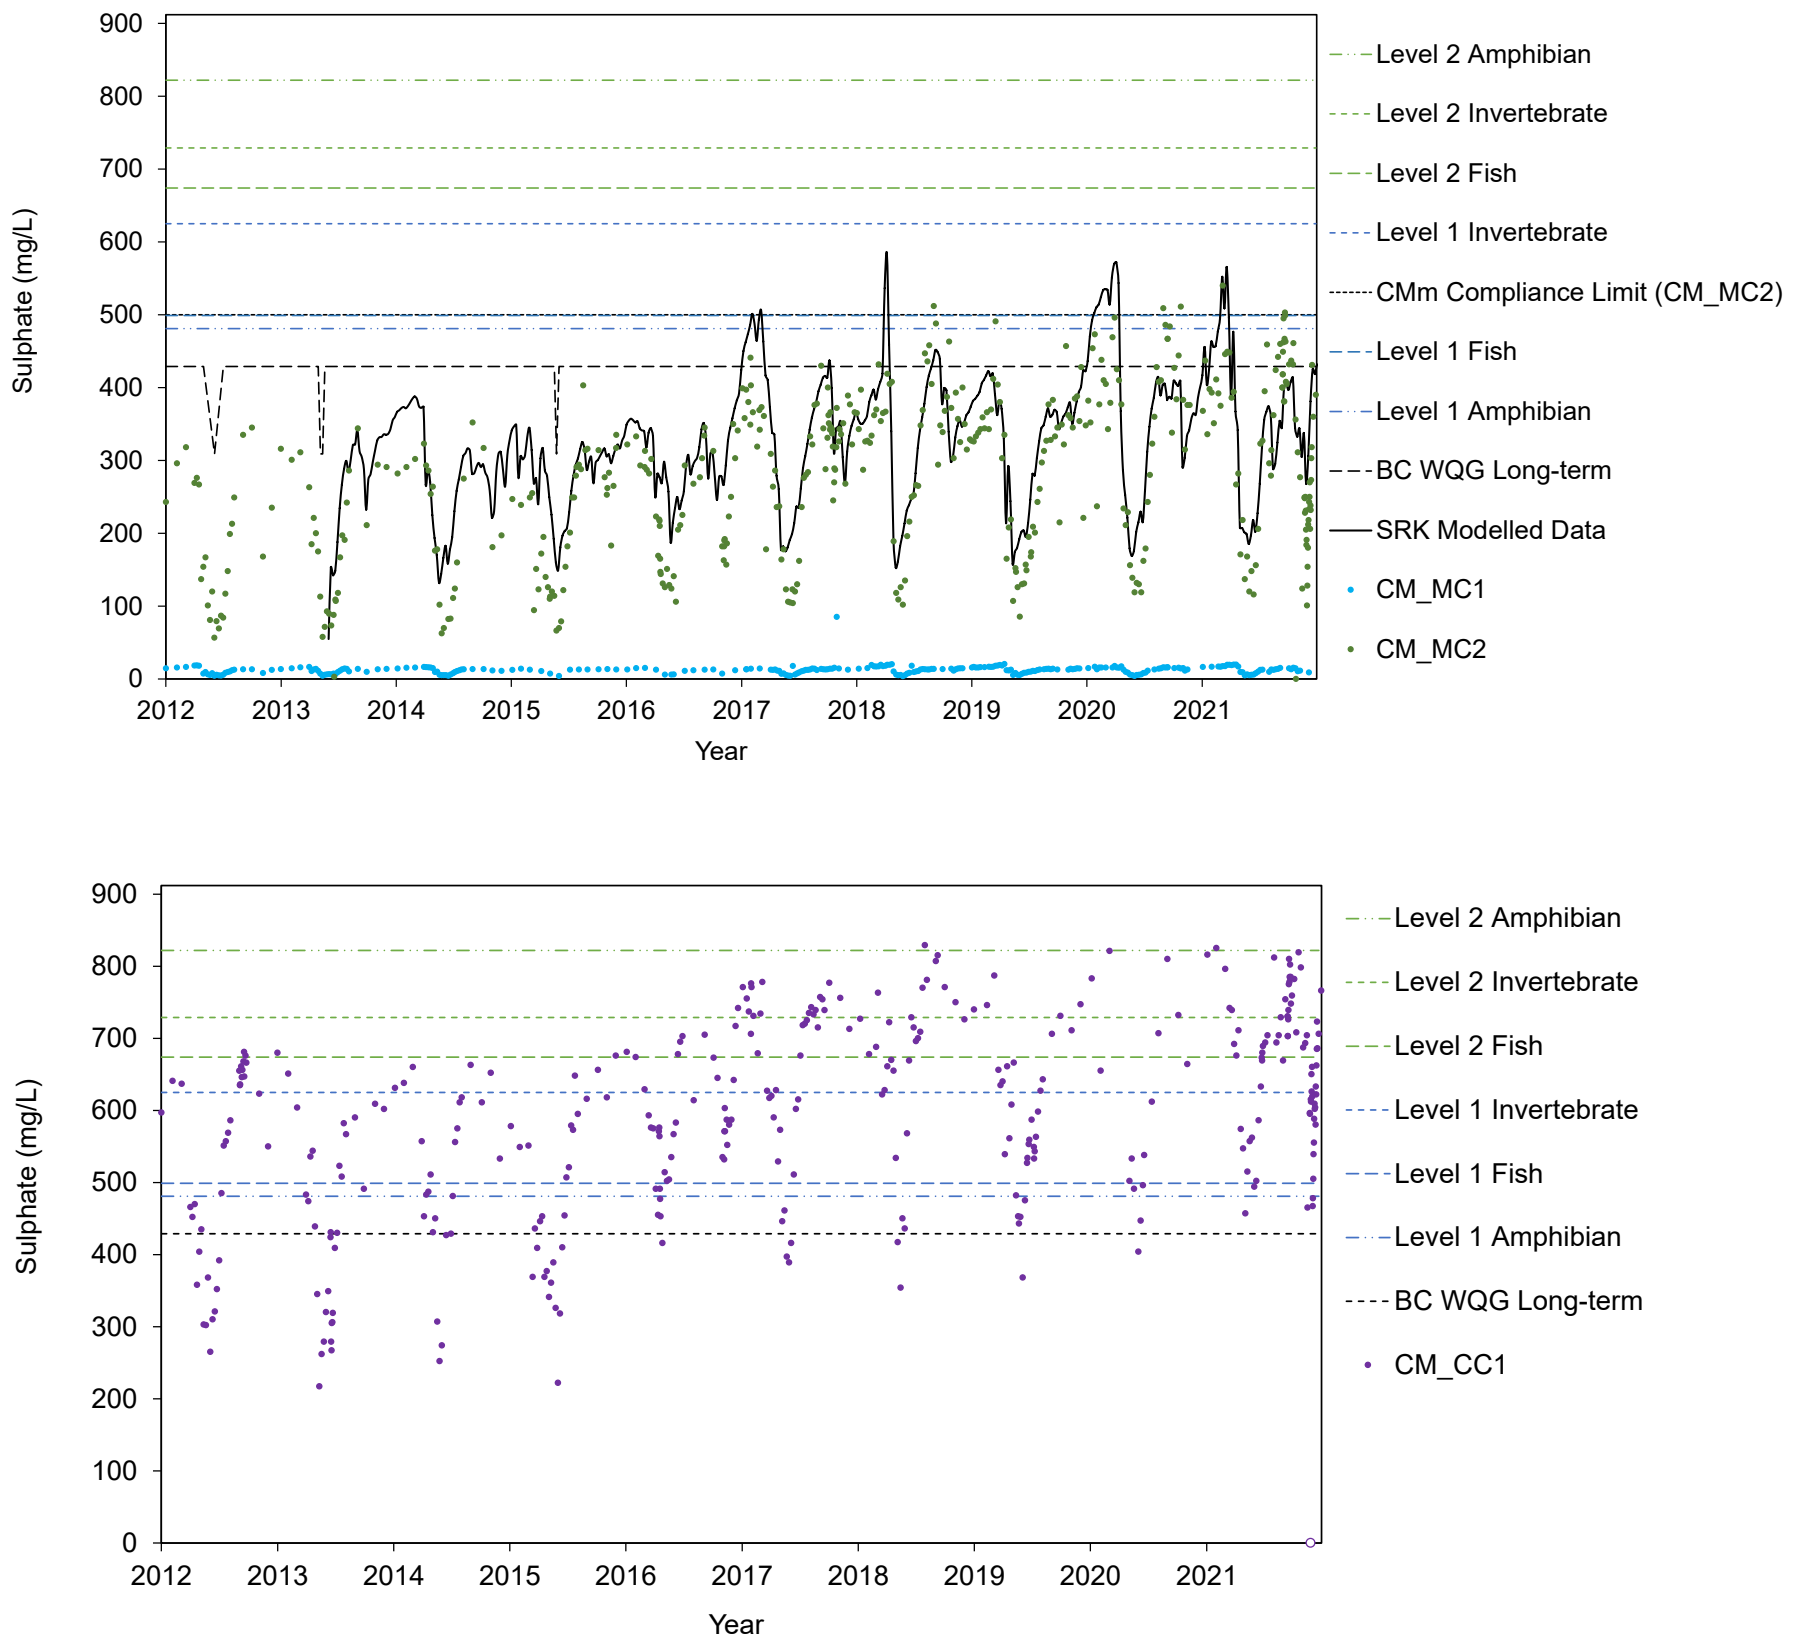 900
800
700
600
500
400
300
200
100
0
Sulphate (mg/L)
2012 2013 2014 2015 2016 2017 2018 2019 2020 2021
Year
Level 2 Amphibian
Level 2 Invertebrate
Level 2 Fish
Level 1 Invertebrate
CMm Compliance Limit (CM_MC2)
Level 1 Fish
Level 1 Amphibian
BC WQG Long-term
SRK Modelled Data
CM_MC1
CM_MC2
900
800
700
600
500
400
300
200
100
0
Sulphate (mg/L)
2012 2013 2014 2015 2016 2017 2018 2019 2020 2021
Year
Level 2 Amphibian
Level 2 Invertebrate
Level 2 Fish
Level 1 Invertebrate
Level 1 Fish
Level 1 Amphibian
BC WQG Long-term
CM_CC1